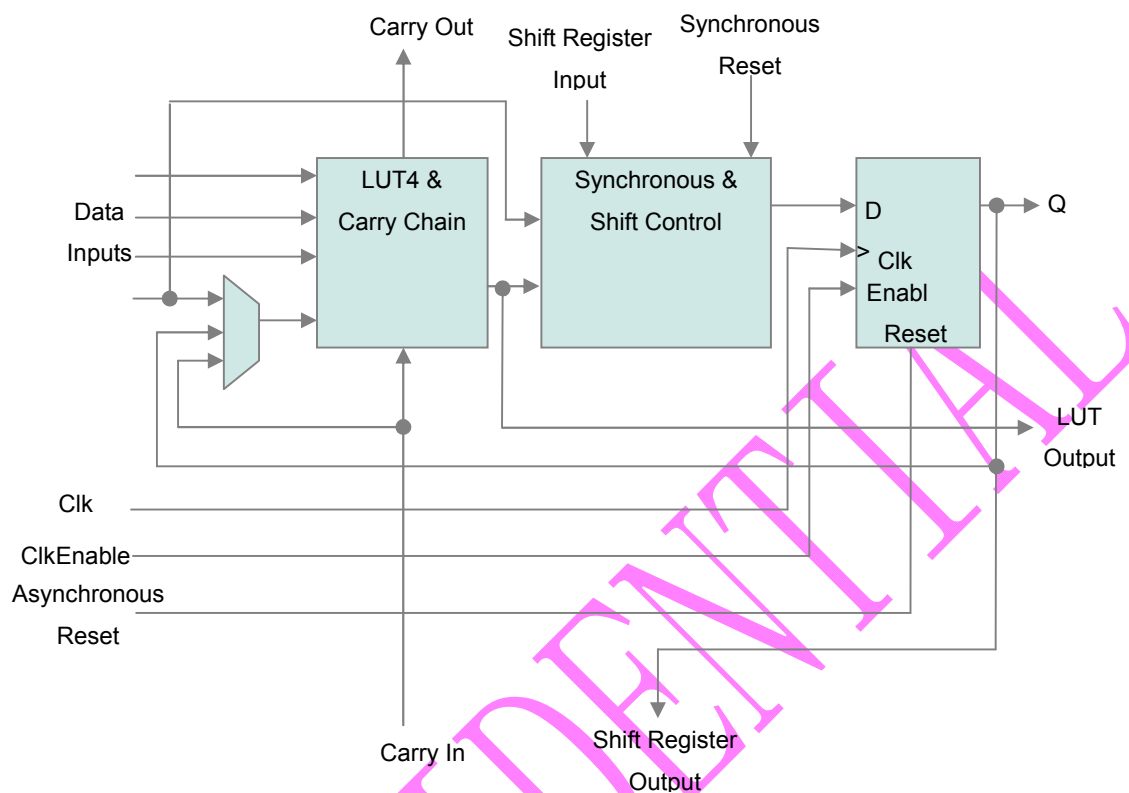 Carry Out
Shift Register
Input
Synchronous
Reset
LUT4 &
Carry Chain
Synchronous &
Shift Control
Data
Inputs
D
> Clk
Enabl
Reset
Q
LUT
Output
Clk
ClkEnable
Asynchronous
Reset
Carry In
Shift Register
Output
DENTIAL